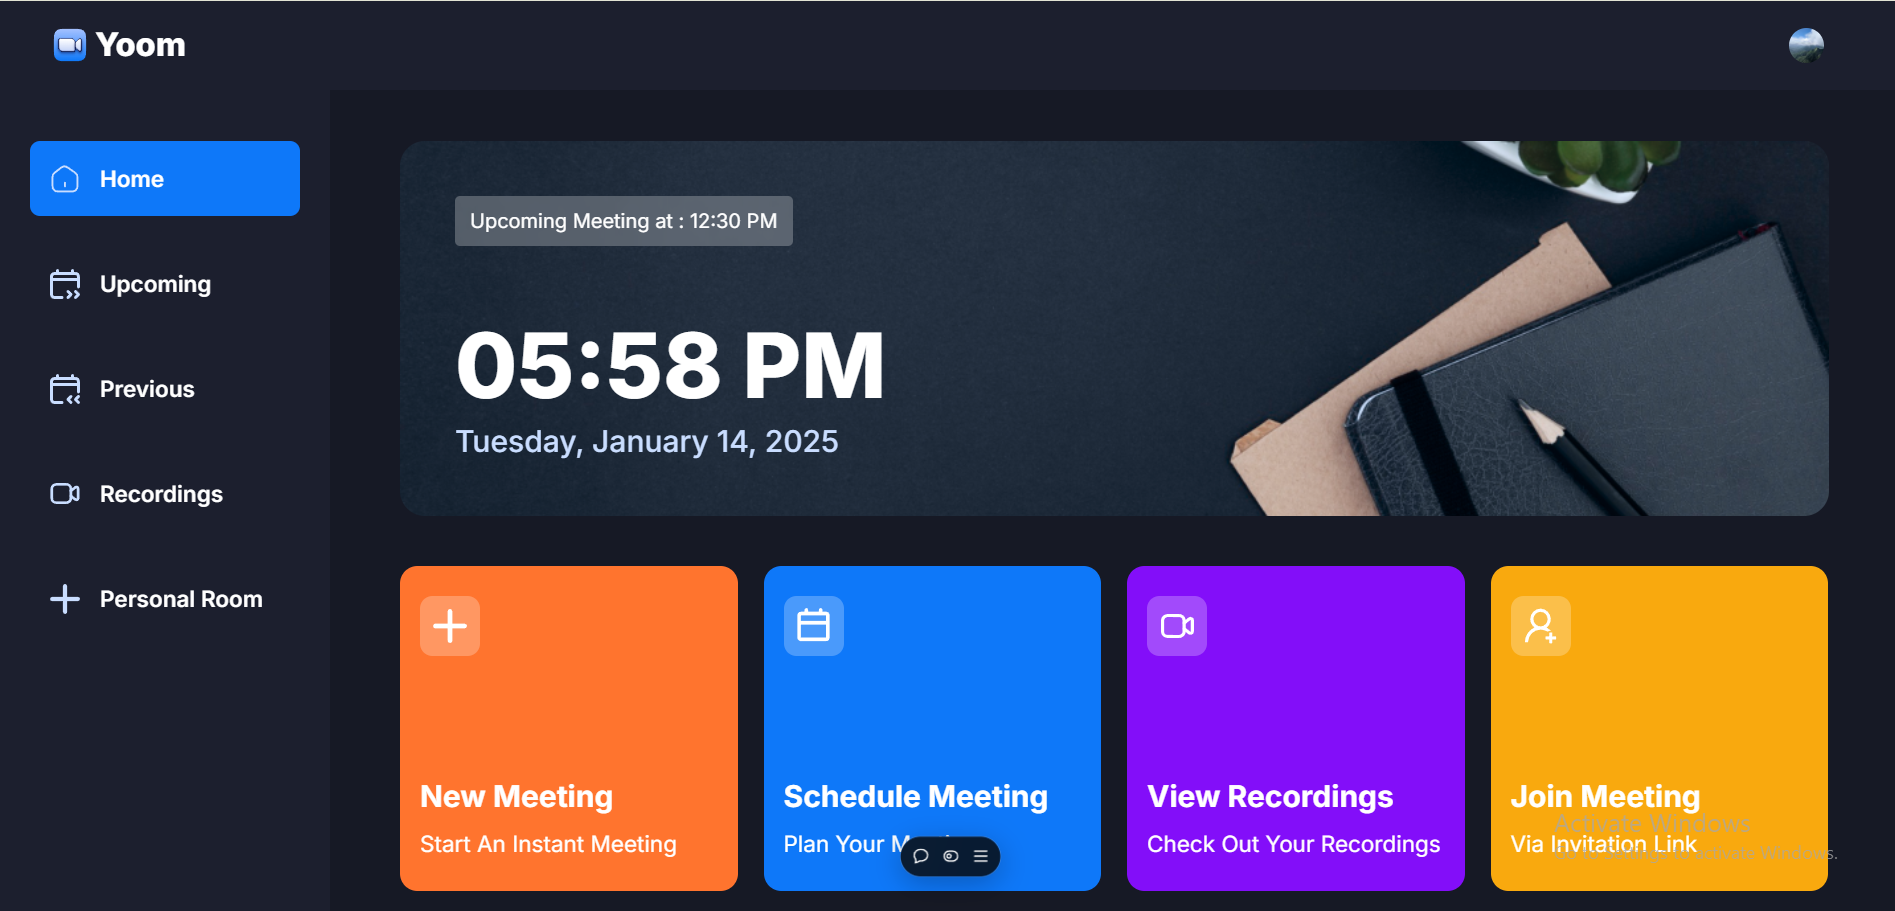 Yoom
Home
Upcoming
Previous
Recordings
Personal Room
Upcoming Meeting at : 12:30 PM
05:58 PM
Tuesday, January 14, 2025
New Meeting
Start An Instant Meeting
Schedule Meeting
Plan Your
View Recordings
Check Out Your Recordings
Join Meeting
Via Invitation Link
Activate Windows
Go to Settings to activate Windows.